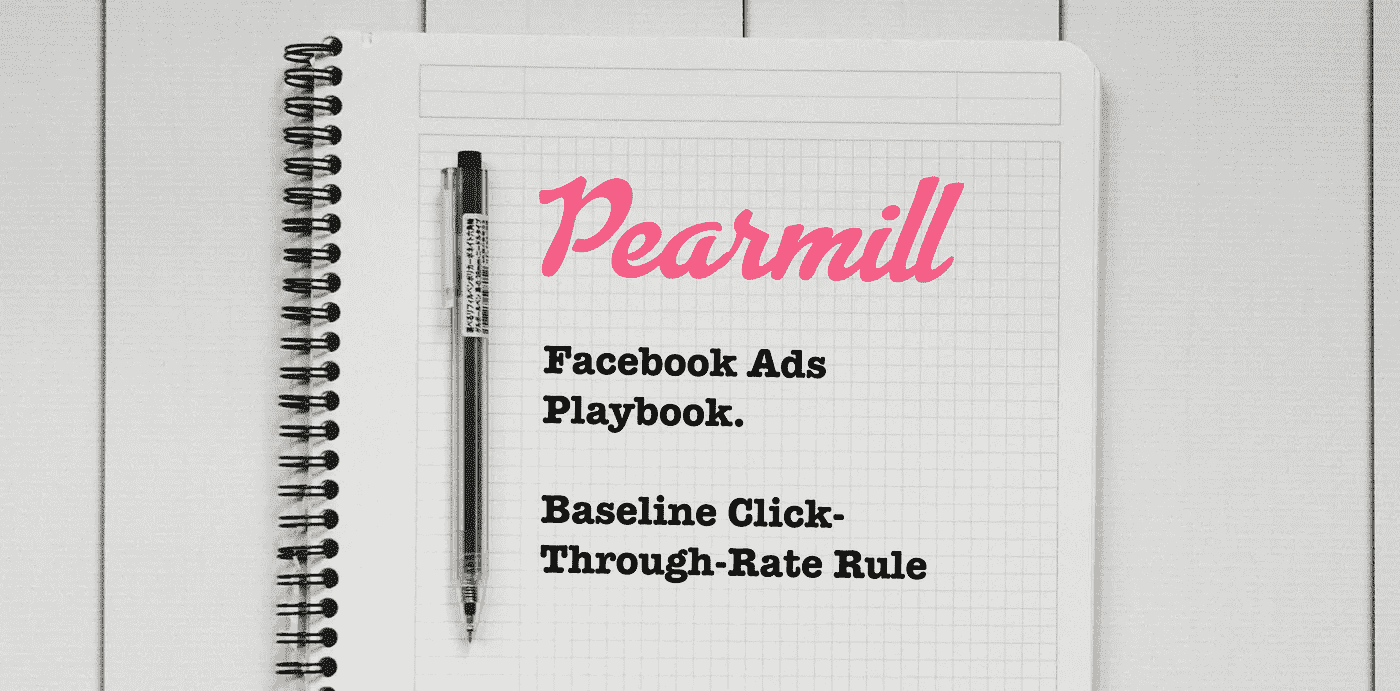 Pearmill
Facebook Ads
Playbook.
Baseline Click-
Through-Rate Rule